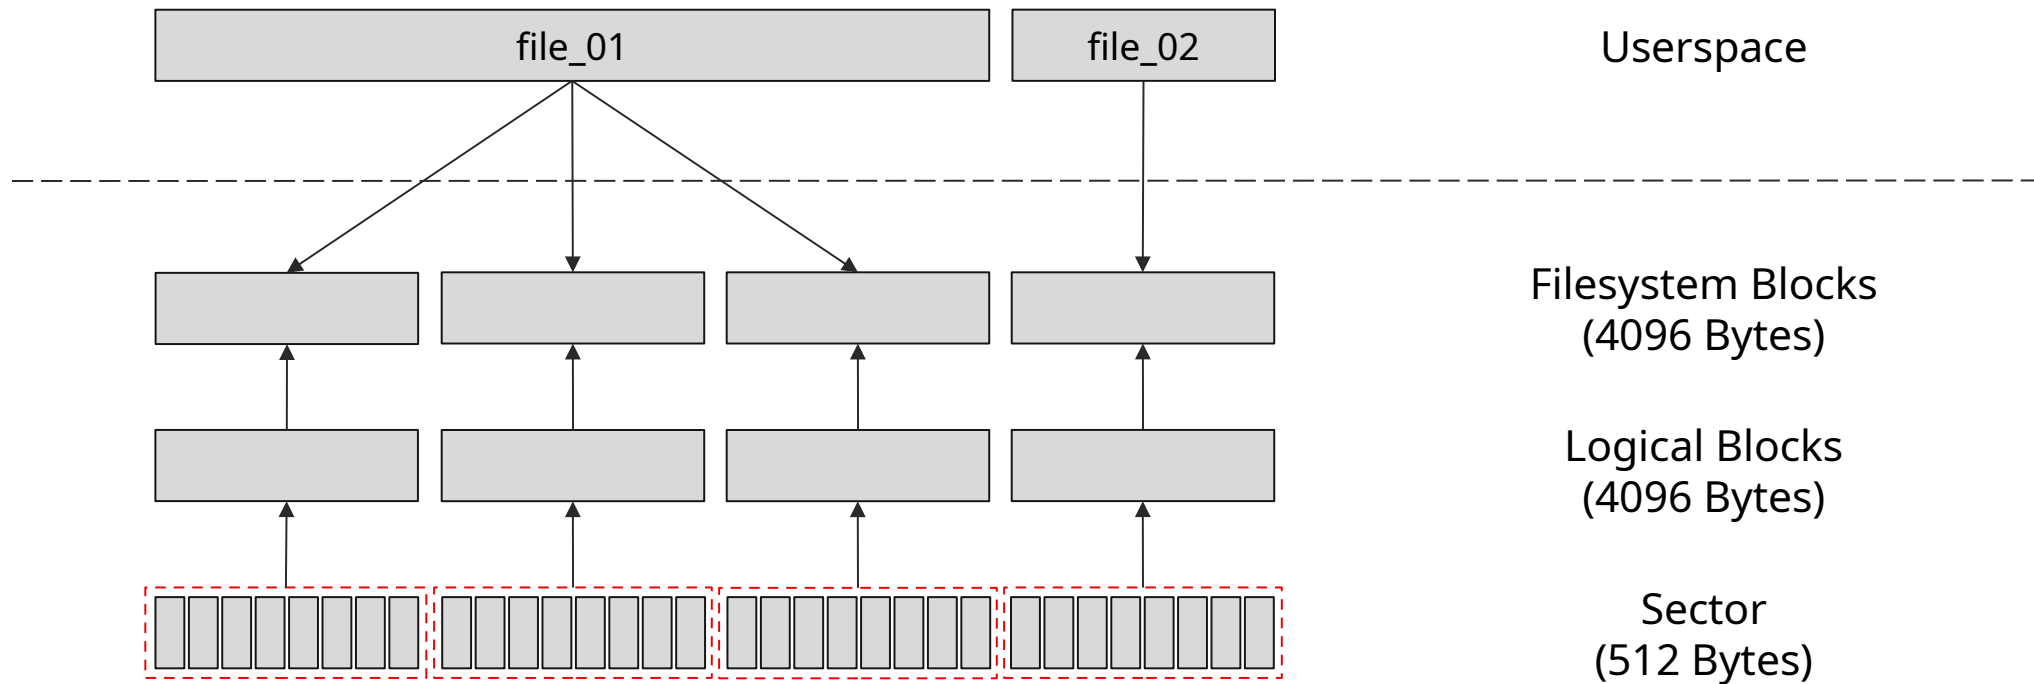 file_01
file_02
Userspace
Filesystem Blocks
(4096 Bytes)
Logical Blocks
(4096 Bytes)
Sector
(512 Bytes)